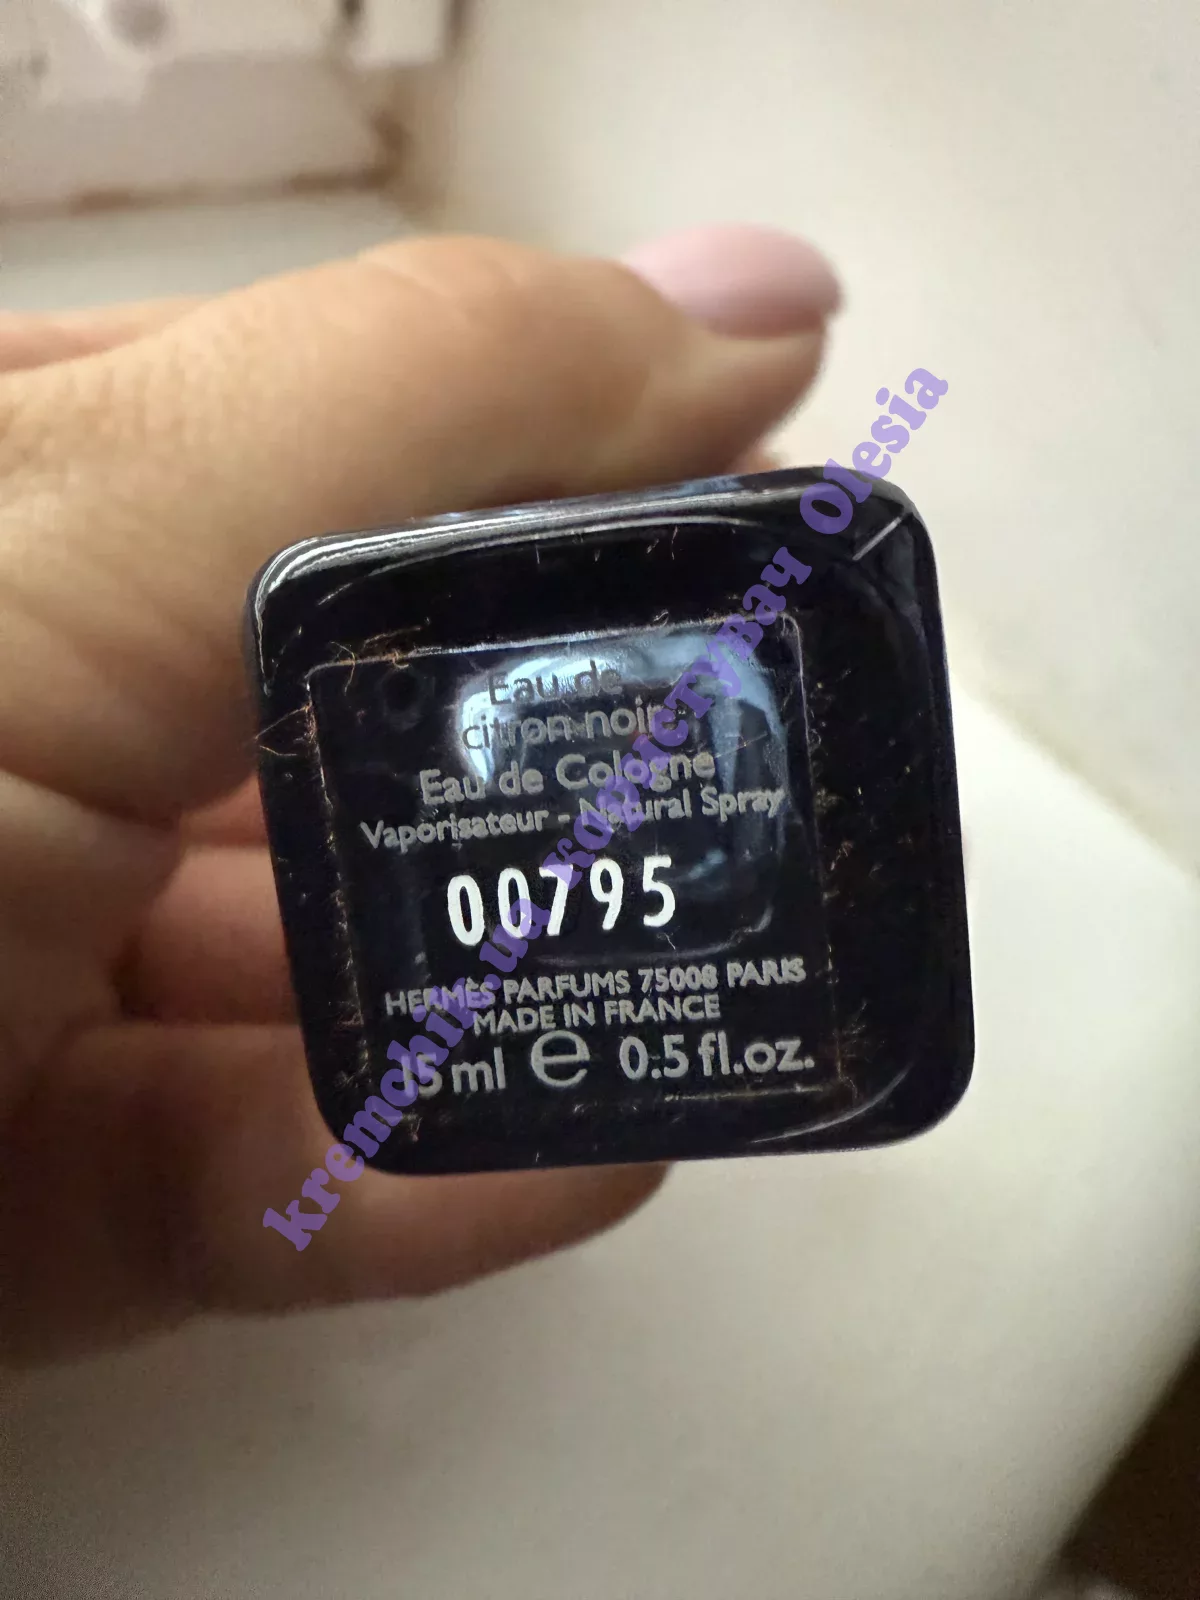 Eau de
citron noir
Eau de Cologne
Vaporisateur - Natural Spray
00795
HERMÈS PARFUMS 75008 PARIS
MADE IN FRANCE
15 ml e 0.5 fl.oz.
kremchik.ua користувач Olesia